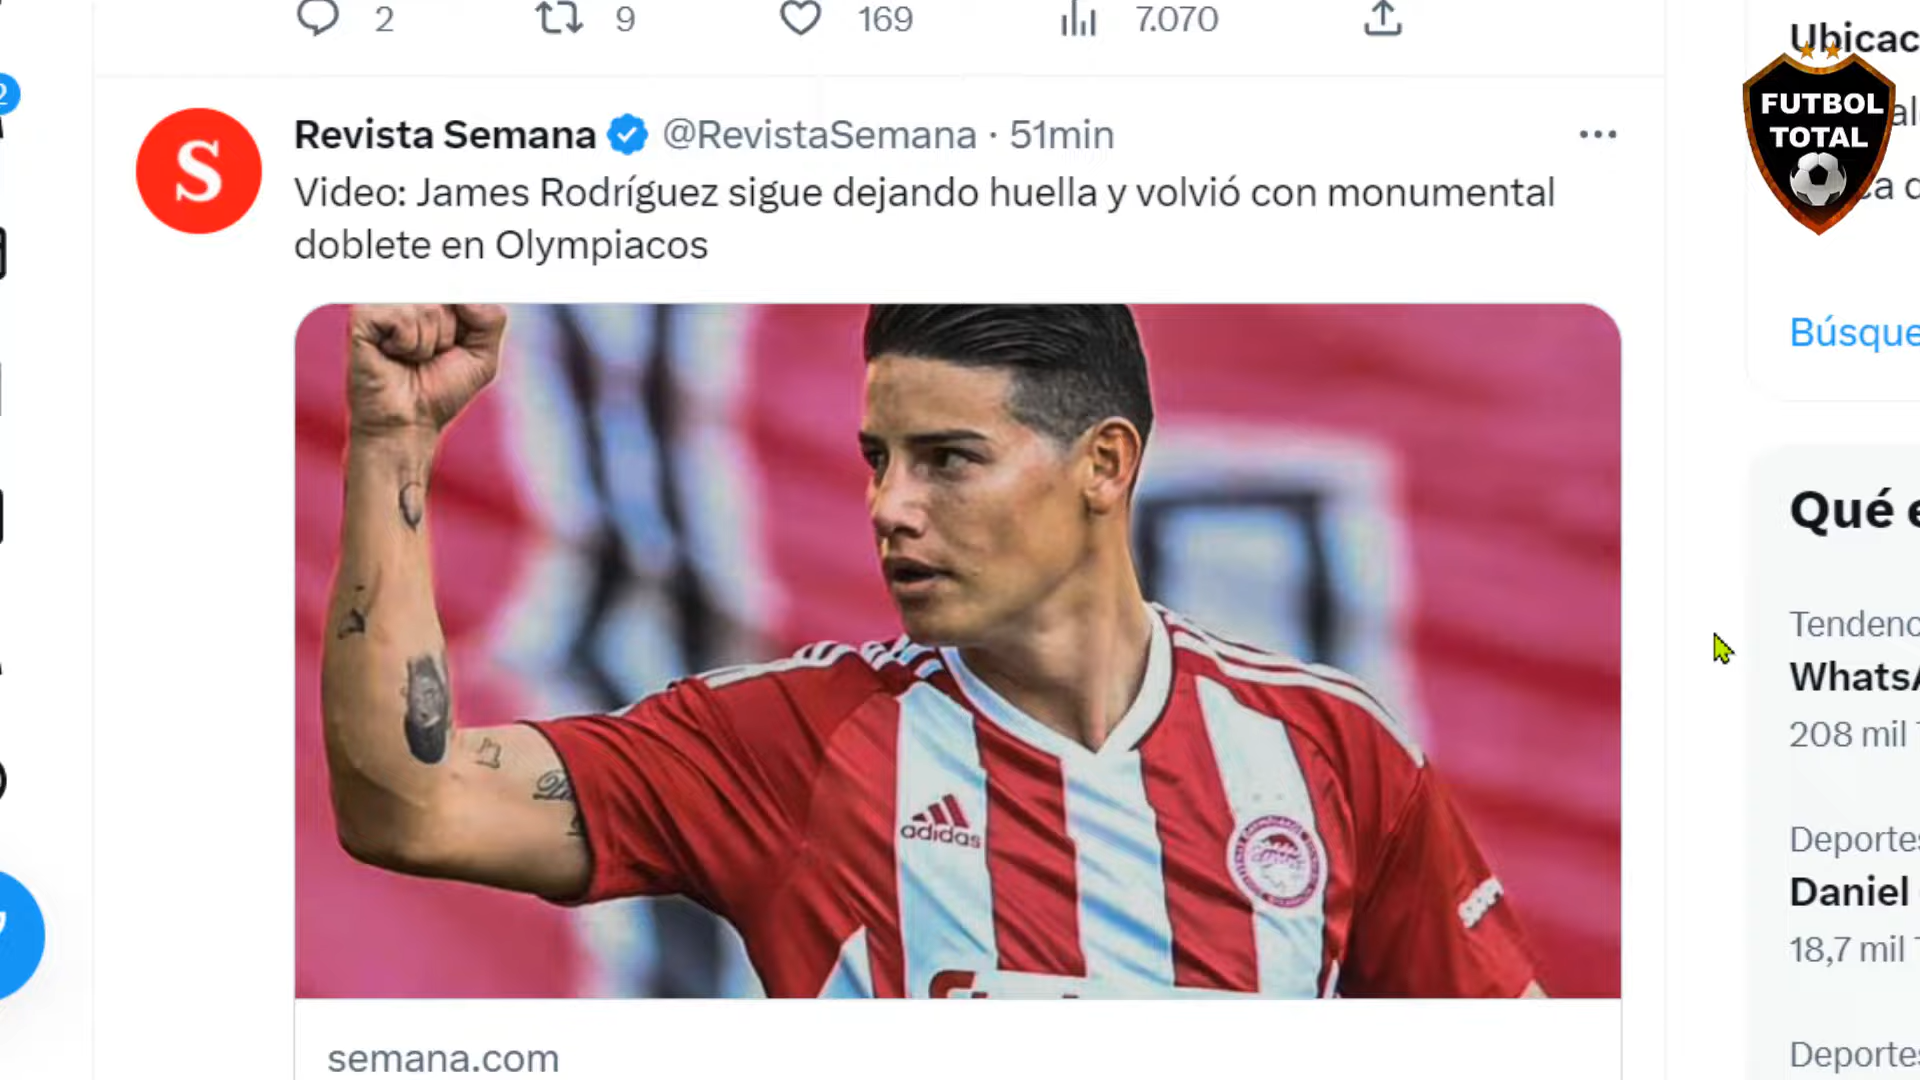 2 9 169 7.070
2
Revista Semana @RevistaSemana · 51min
Video: James Rodríguez sigue dejando huella y volvió con monumental
doblete en Olympiacos
adidas
semana.com
Ubicac
FUTBOL
TOTAL
Búsque
Qué e
Tendenc
WhatsA
208 mil T
Deportes
Daniel
18,7 mil T
Deportes